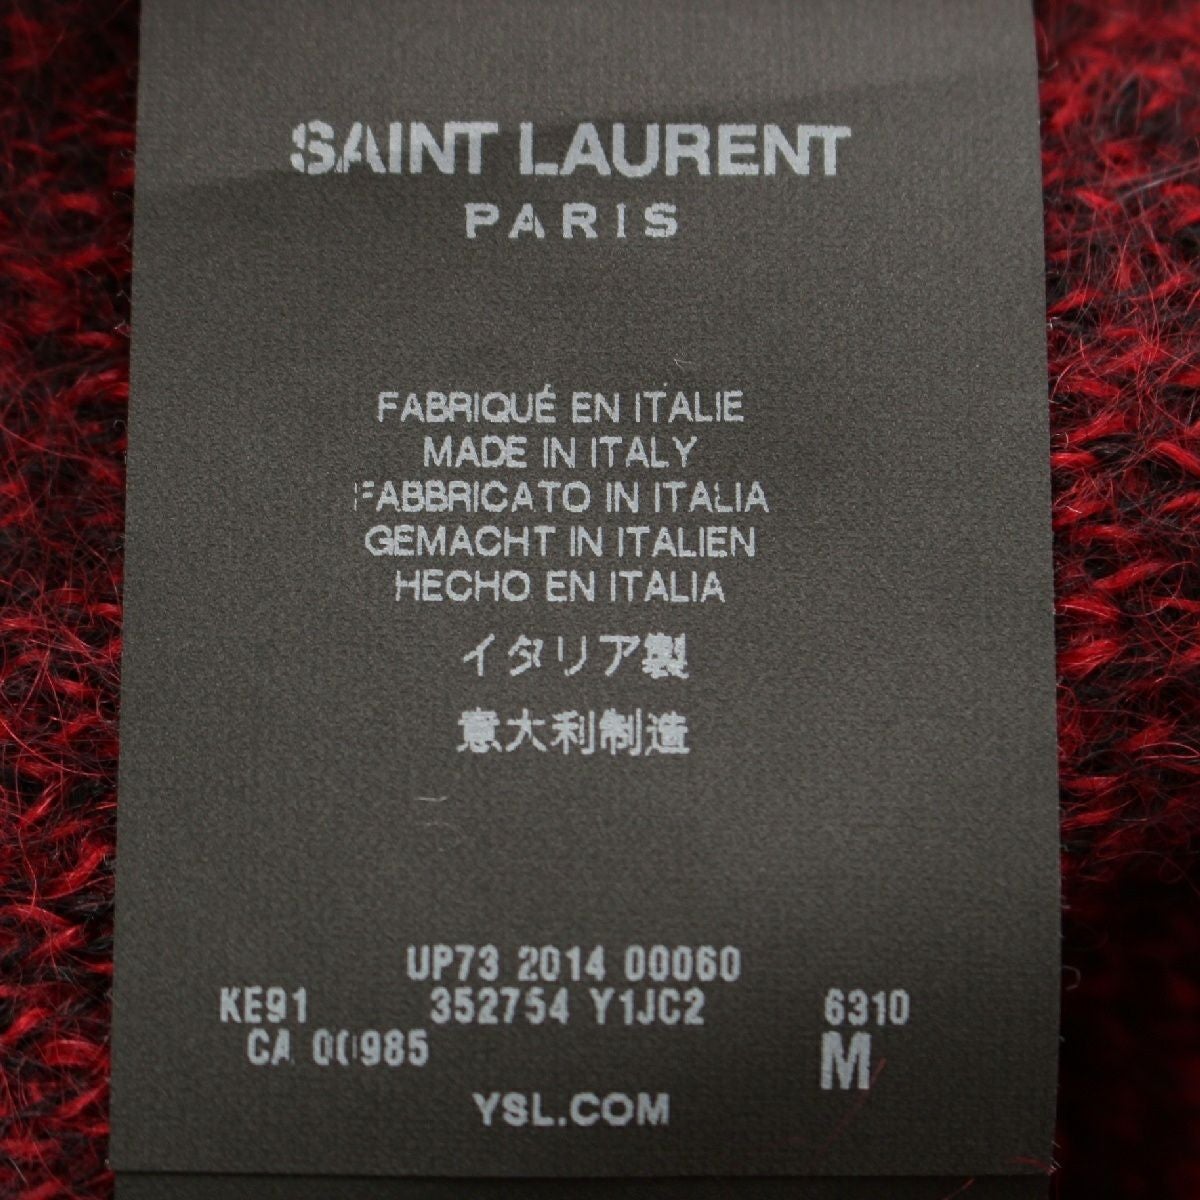 SAINT LAURENT
PARIS
FABRIQUÉ EN ITALIE
MADE IN ITALY
FABBRICATO IN ITALIA
GEMACHT IN ITALIEN
HECHO EN ITALIA
イタリア製
意大利制造
UP73 2014 00060
KE91 352754 Y1JC2 6310
CA 00985 M
YSL.COM